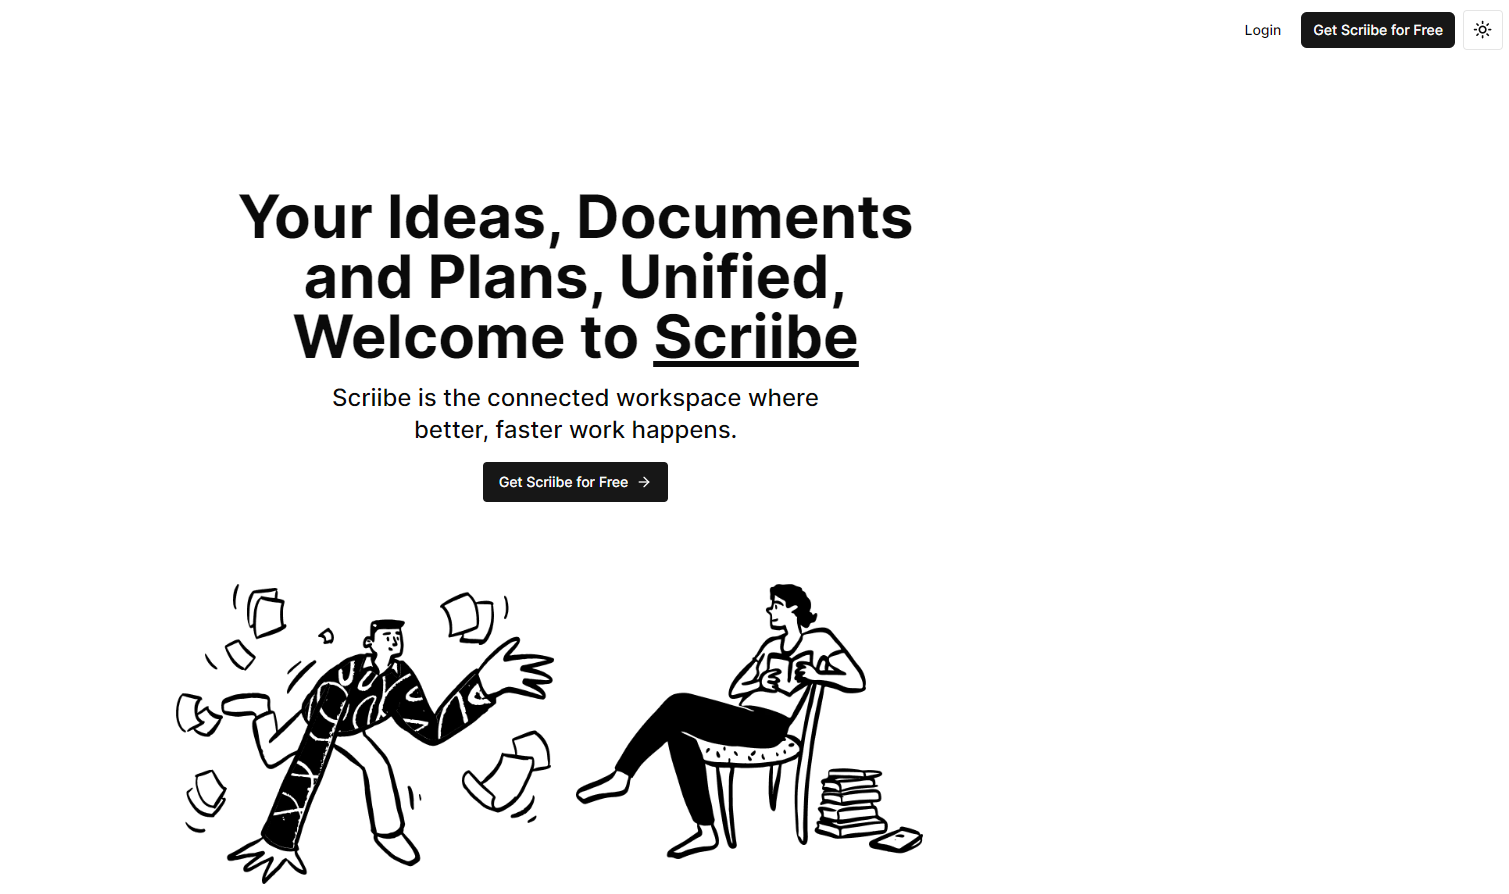 Login
Get Scriibe for Free
Your Ideas, Documents
and Plans, Unified,
Welcome to Scriibe
Scriibe is the connected workspace where
better, faster work happens.
Get Scriibe for Free